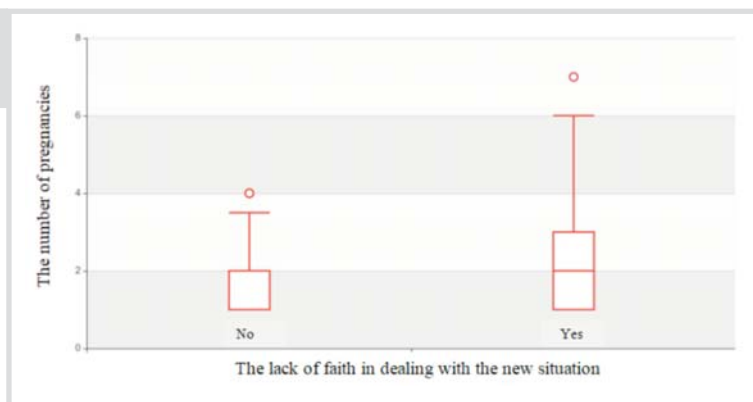 The number of pregnancies
8
6
4
2
0
No
Yes
The lack of faith in dealing with the new situation